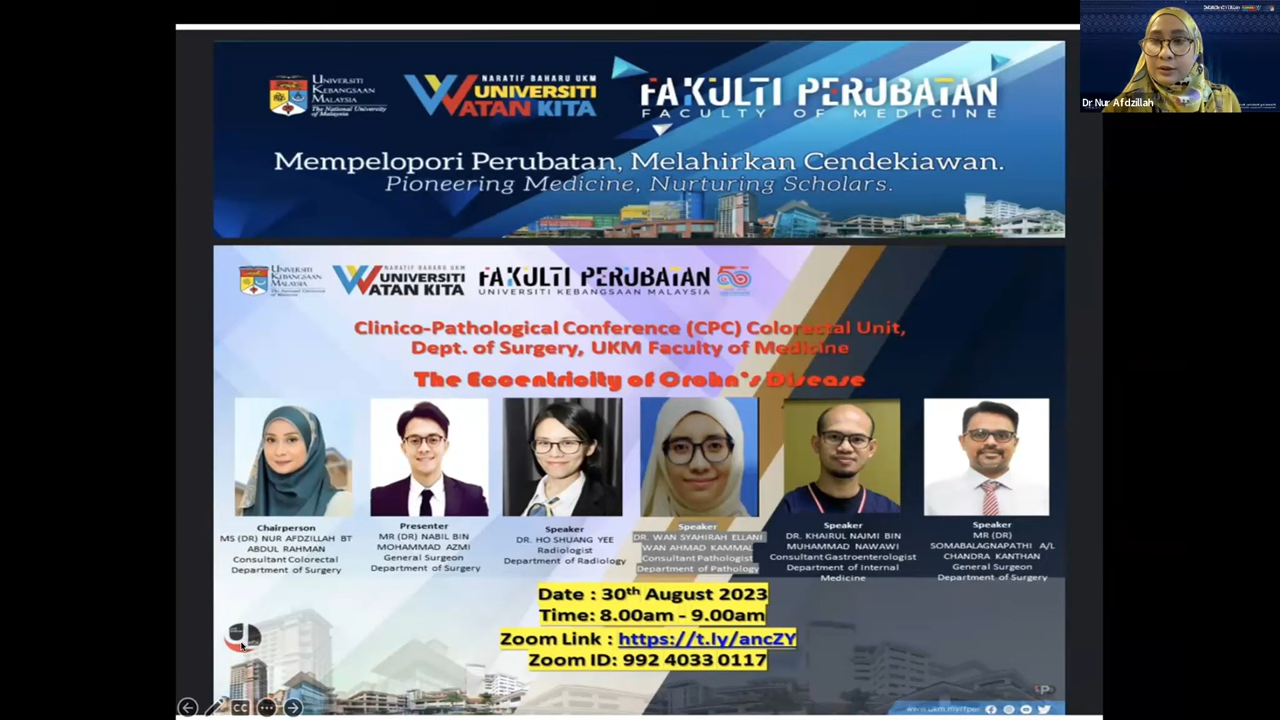 UNIVERSITI
KEBANGSAAN
MALAYSIA
The National University
of Malaysia
NARATIF BAHARU UKM
UNIVERSITI
WATAN KITA
FAKULTI PERUBATAN
FACULTY OF MEDICINE
Mempelopori Perubatan, Melahirkan Cendekiawan.
Pioneering Medicine, Nurturing Scholars.
Dr Nur Afdzillah
UNIVERSITI
KEBANGSAAN
MALAYSIA
NARATIF BAHARU UKM
UNIVERSITI
WATAN KITA
FAKULTI PERUBATAN
UNIVERSITI KEBANGSAAN MALAYSIA
50
Clinico-Pathological Conference (CPC) Colorectal Unit,
Dept. of Surgery, UKM Faculty of Medicine
The Eccentricity of Crohn's Disease
Chairperson
MS (DR) NUR AFDZILLAH BT
ABDUL RAHMAN
Consultant Colorectal
Department of Surgery
Presenter
MR (DR) NABIL BIN
MOHAMMAD AZMI
General Surgeon
Department of Surgery
Speaker
DR. HO SHUANG YEE
Radiologist
Department of Radiology
Speaker
DR. WAN SYAHIRAH ELLANI
WAN AHMAD KAMMAL
Consultant Pathologist
Department of Pathology
Speaker
DR. KHAIRUL NAJMI BIN
MUHAMMAD NAWAWI
Consultant Gastroenterologist
Department of Internal
Medicine
Speaker
MR (DR)
SOMABALAGNAPATHI A/L
CHANDRA KANTHAN
General Surgeon
Department of Surgery
Date : 30th August 2023
Time: 8.00am - 9.00am
Zoom Link : https://t.ly/ancZY
Zoom ID: 992 4033 0117
CC